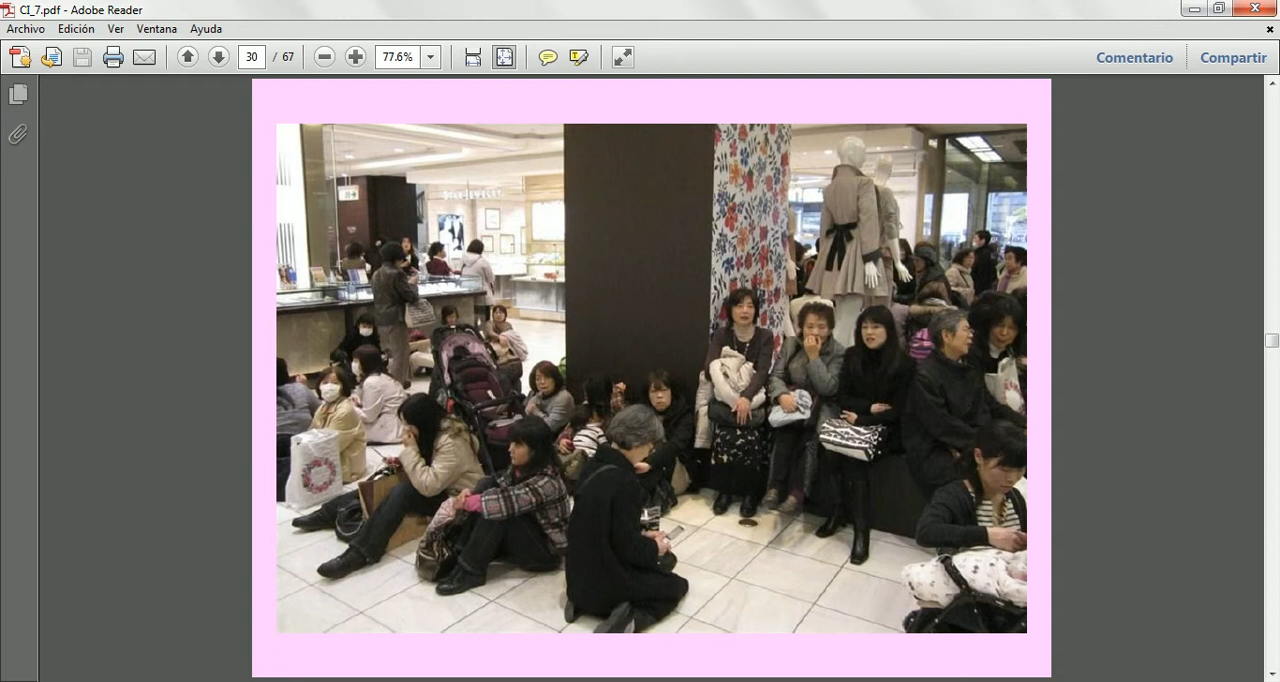 CI_7.pdf - Adobe Reader
Archivo Edición Ver Ventana Ayuda
30 / 67 77.6% Comentario Compartir